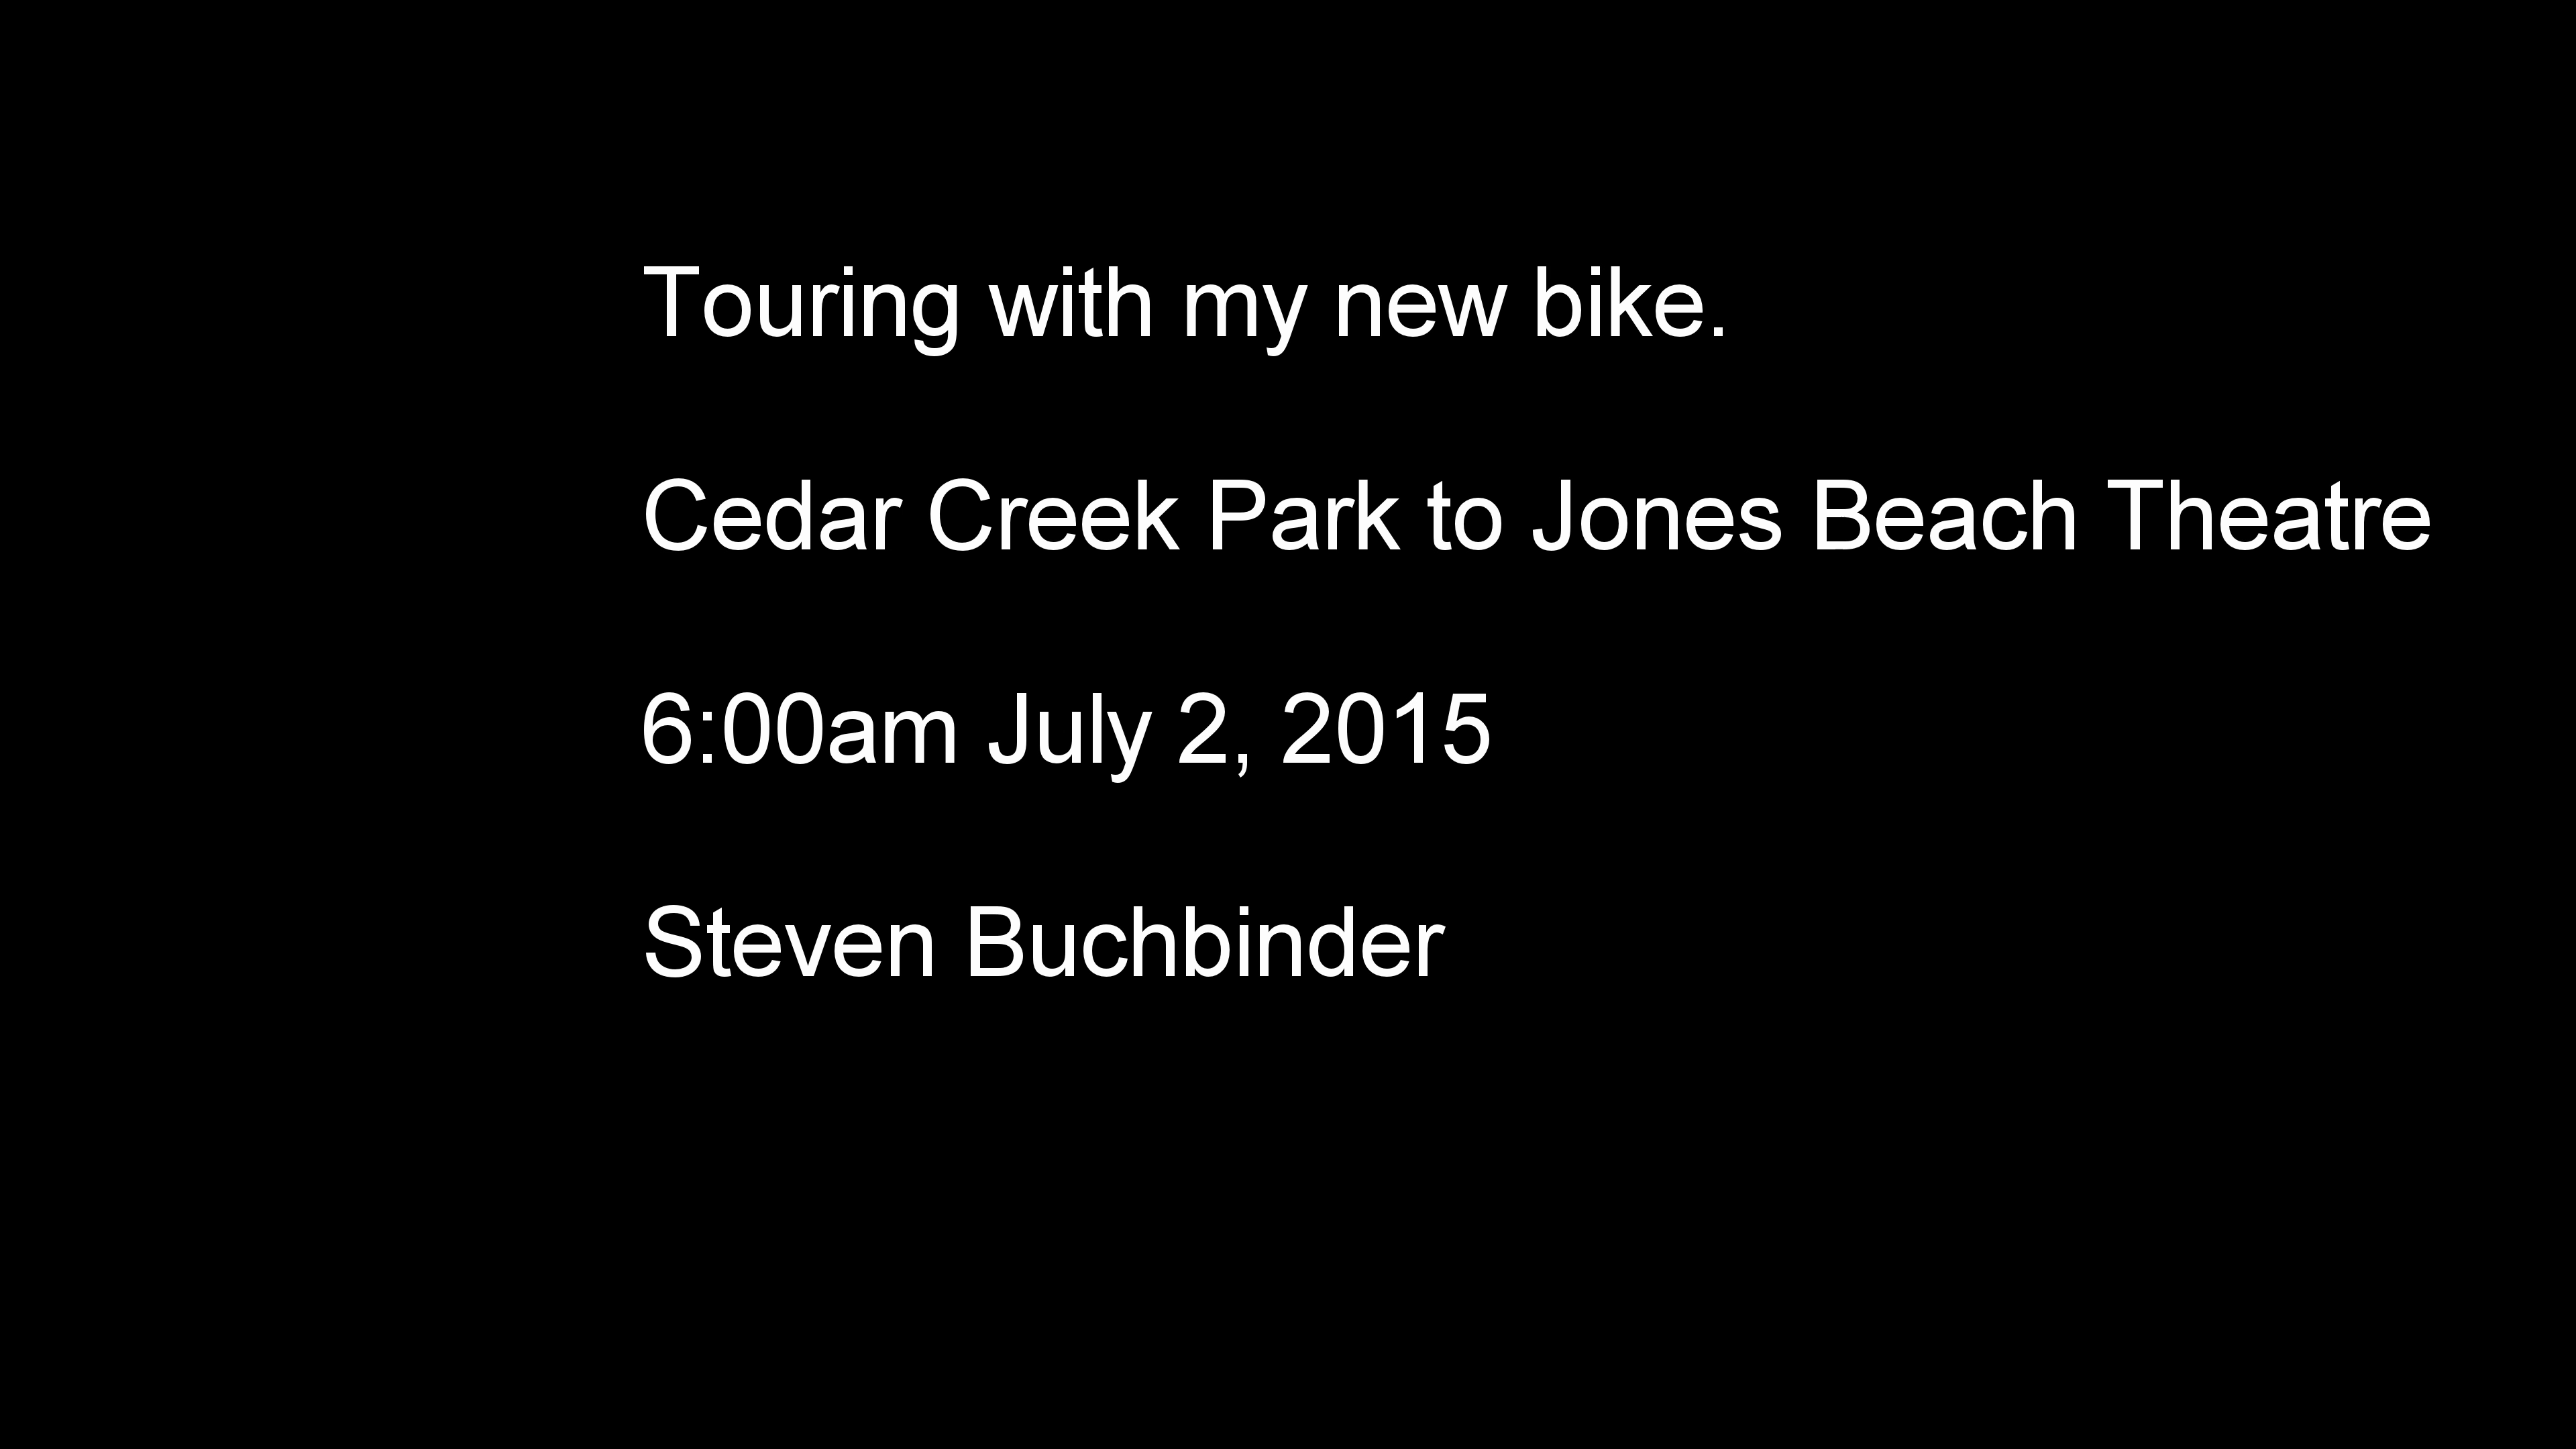 Touring with my new bike.
Cedar Creek Park to Jones Beach Theatre
6:00am July 2, 2015
Steven Buchbinder